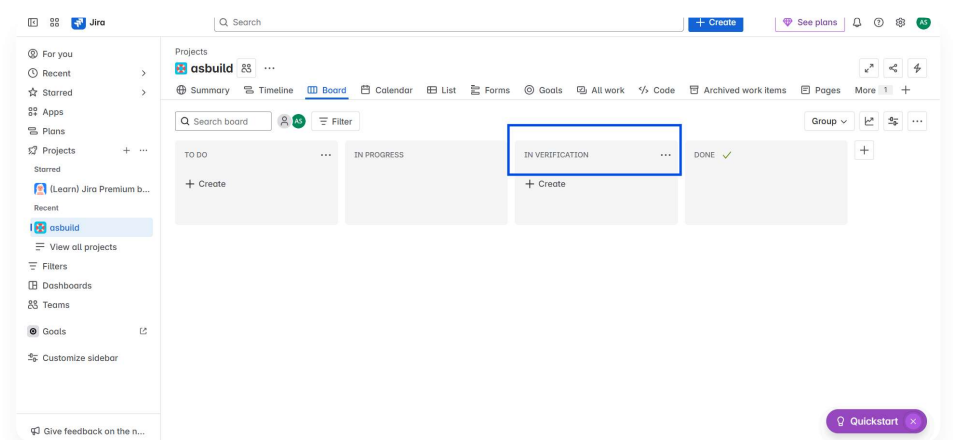 Jira
Search
+ Create
See plans
AS
For you
Recent
Starred
Apps
Plans
Projects
Starred
(Learn) Jira Premium b...
Recent
asbuild
View all projects
Filters
Dashboards
Teams
Goals
Customize sidebar
Give feedback on the n...
Projects
asbuild
Summary Timeline Board Calendar List Forms Goals All work Code Archived work items Pages More 1
Search board AS Filter Group
TO DO IN PROGRESS IN VERIFICATION DONE
+ Create + Create
Quickstart